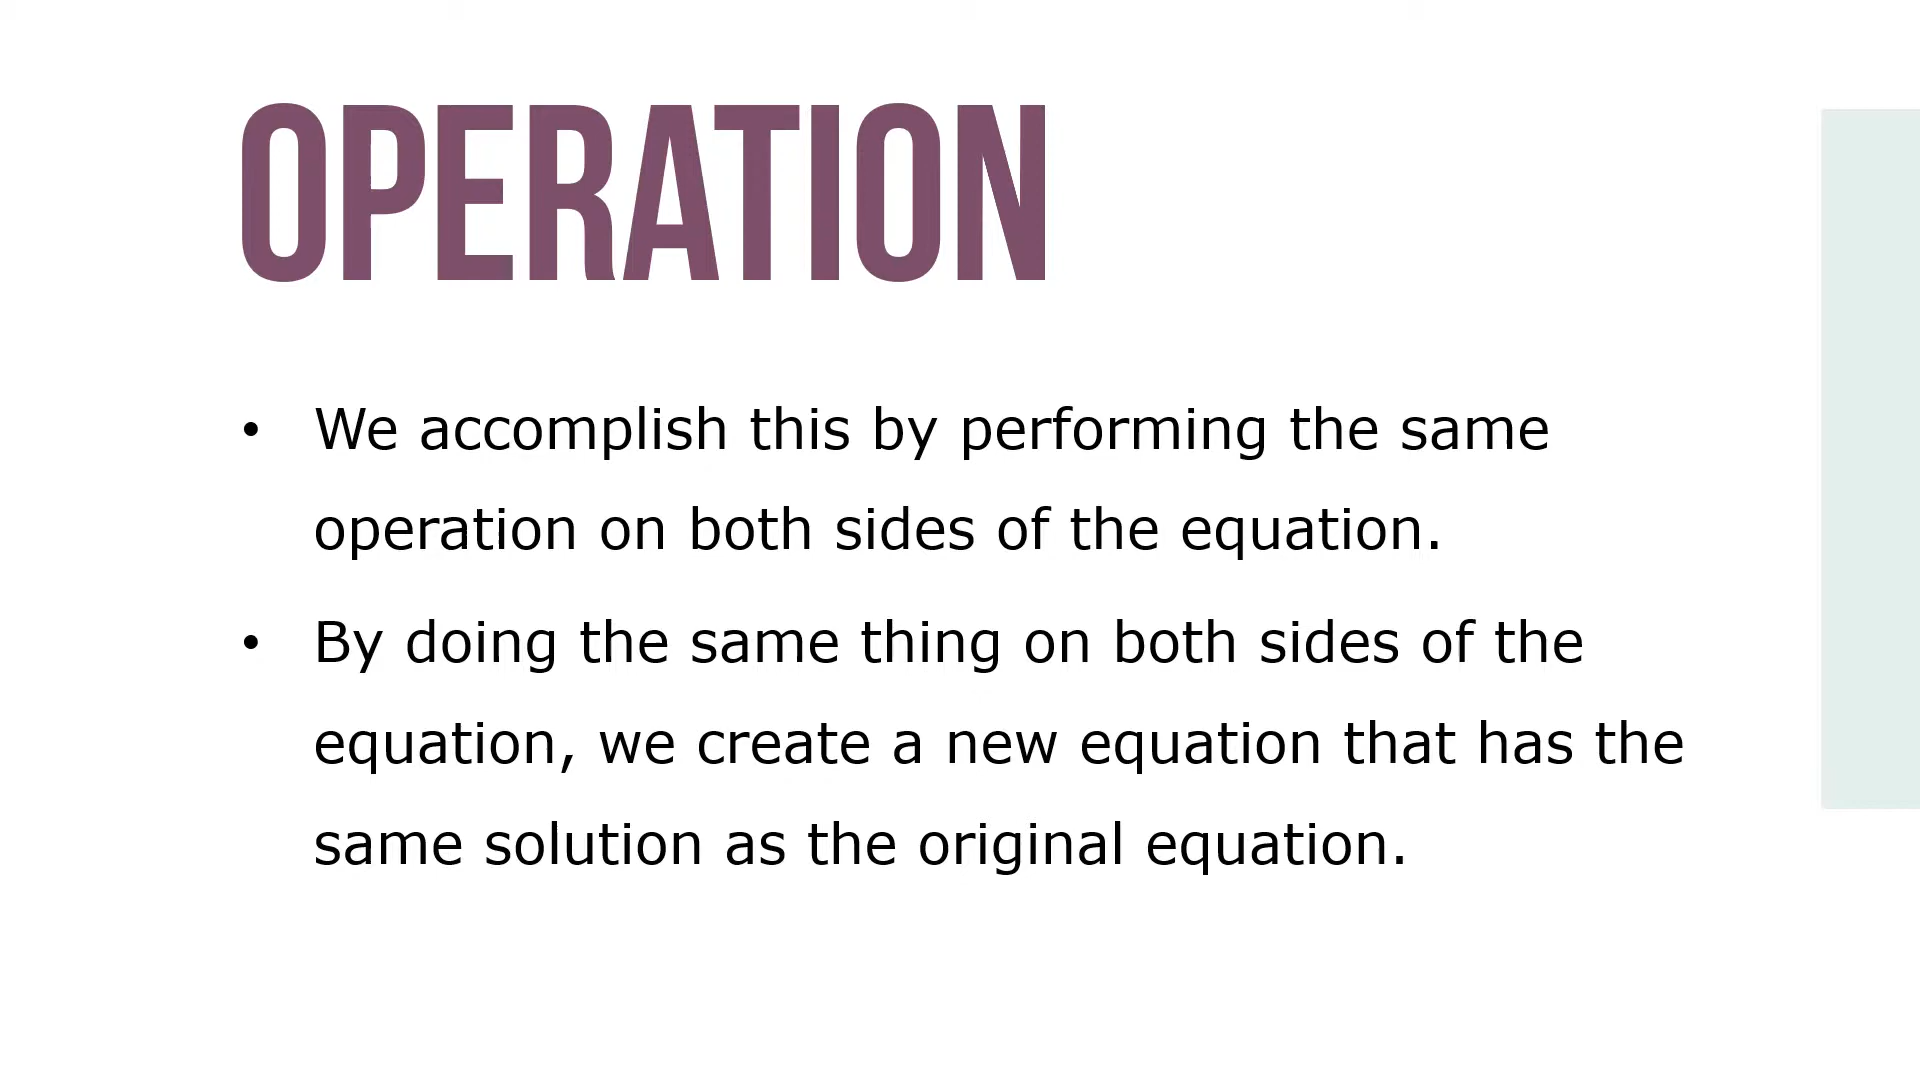 OPERATION
• We accomplish this by performing the same
operation on both sides of the equation.
• By doing the same thing on both sides of the
equation, we create a new equation that has the
same solution as the original equation.